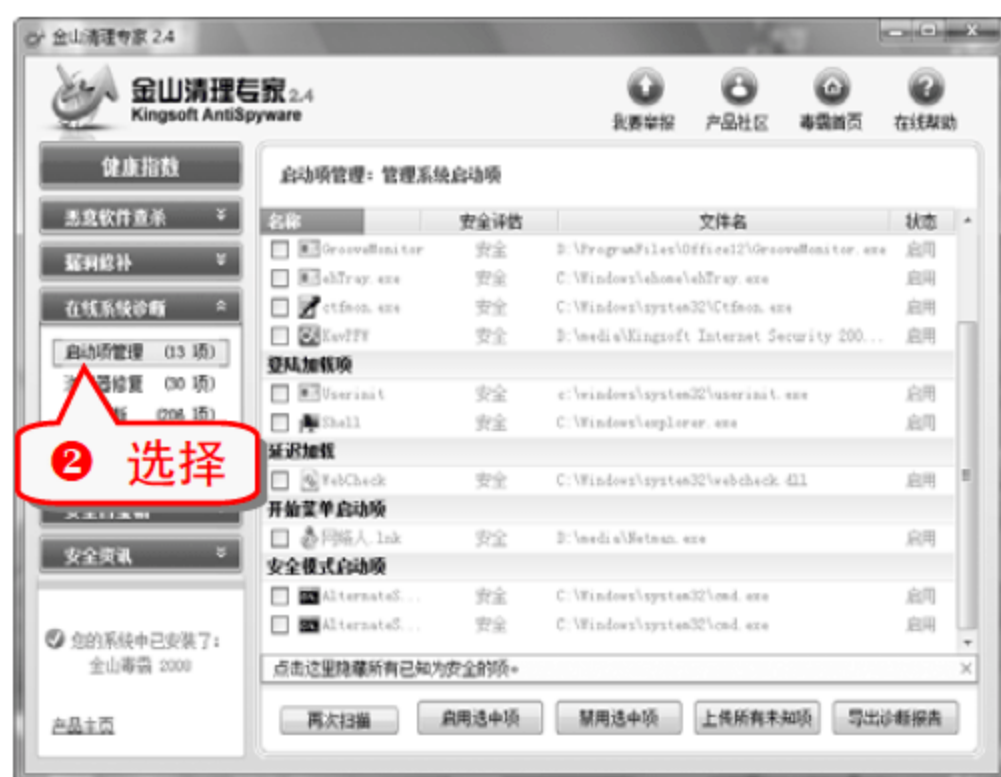 金山清理专家 2.4
金山清理专家 2.4
Kingsoft AntiSpyware
我要举报 产品社区 毒霸首页 在线帮助
健康指数
恶意软件查杀
漏洞修补
在线系统诊断
启动项管理 (13 项)
器修复 (30 项)
(208 项)
❷ 选择
安全资讯
您的系统中已安装了:
金山毒霸 2008
产品主页
启动项管理: 管理系统启动项
名称 安全评估 文件名 状态
GrooveMonitor 安全 D:\ProgramFiles\Office12\GrooveMonitor.exe 启用
ehTray.exe 安全 C:\Windows\ehome\ehTray.exe 启用
ctfmon.exe 安全 C:\Windows\system32\Ctfmon.exe 启用
KavPFW 安全 D:\media\Kingsoft Internet Security 200... 启用
登陆加载项
Userinit 安全 c:\windows\system32\userinit.exe 启用
Shell 安全 C:\Windows\explorer.exe 启用
延迟加载
WebCheck 安全 C:\Windows\system32\webcheck.dll 启用
开始菜单启动项
网络人.lnk 安全 D:\media\Netman.exe 启用
安全模式启动项
AlternateS... 安全 C:\Windows\system32\cmd.exe 启用
AlternateS... 安全 C:\Windows\system32\cmd.exe 启用
点击这里隐藏所有已知为安全的项。
再次扫描 启用选中项 禁用选中项 上传所有未知项 导出诊断报告